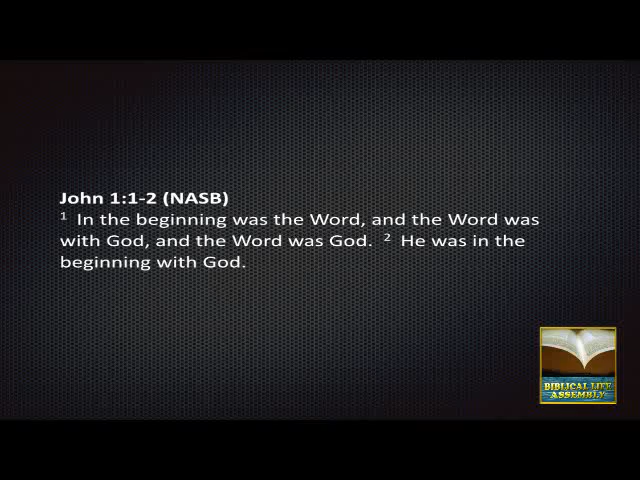 John 1:1-2 (NASB)
1 In the beginning was the Word, and the Word was
with God, and the Word was God. 2 He was in the
beginning with God.
BIBLICAL LIFE
ASSEMBLY